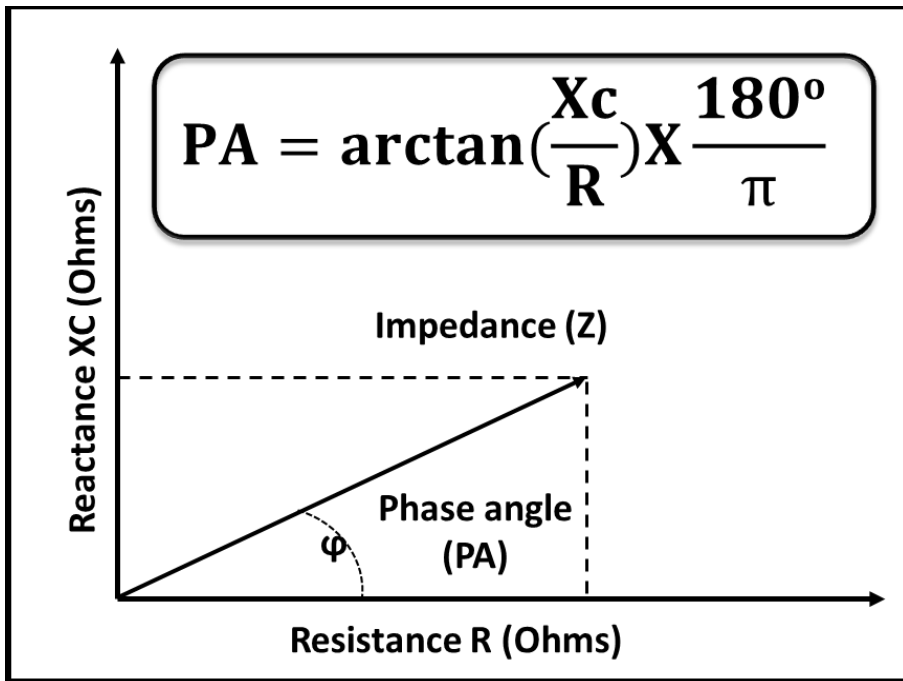 PA = arctan(Xc/R)X 180º/π
Reactance XC (Ohms)
Impedance (Z)
Phase angle
(PA)
φ
Resistance R (Ohms)